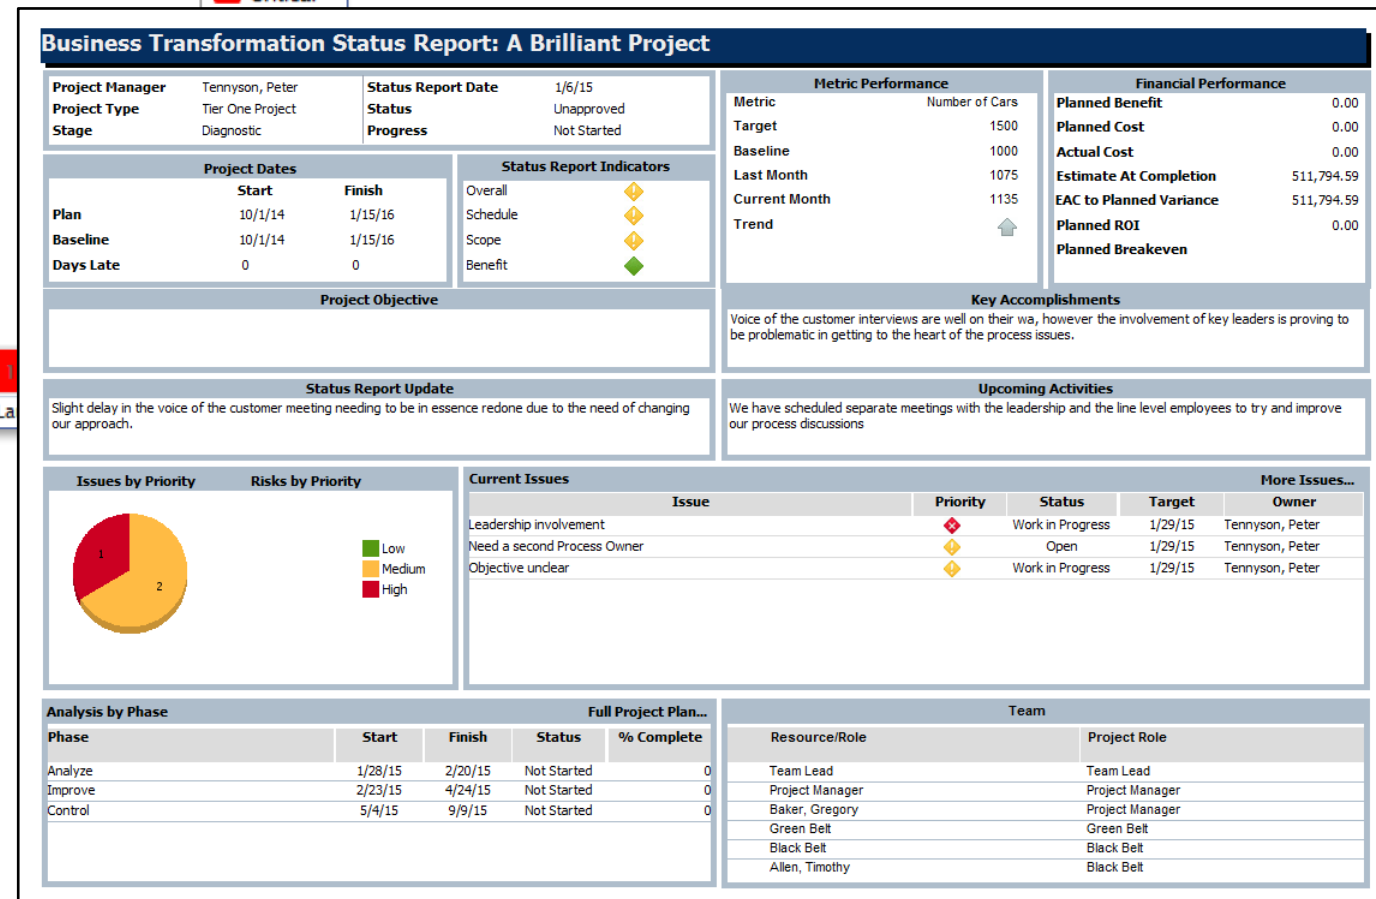 Critical
Business Transformation Status Report: A Brilliant Project
Project Manager Tennyson, Peter Status Report Date 1/6/15
Project Type Tier One Project Status Unapproved
Stage Diagnostic Progress Not Started
Metric Performance
Metric Number of Cars
Target 1500
Baseline 1000
Last Month 1075
Current Month 1135
Trend
Financial Performance
Planned Benefit 0.00
Planned Cost 0.00
Actual Cost 0.00
Estimate At Completion 511,794.59
EAC to Planned Variance 511,794.59
Planned ROI 0.00
Planned Breakeven
Project Dates
Start Finish
Plan 10/1/14 1/15/16
Baseline 10/1/14 1/15/16
Days Late 0 0
Status Report Indicators
Overall
Schedule
Scope
Benefit
Project Objective
Key Accomplishments
Voice of the customer interviews are well on their wa, however the involvement of key leaders is proving to
be problematic in getting to the heart of the process issues.
1
La
Status Report Update
Slight delay in the voice of the customer meeting needing to be in essence redone due to the need of changing
our approach.
Upcoming Activities
We have scheduled separate meetings with the leadership and the line level employees to try and improve
our process discussions
Issues by Priority Risks by Priority
1
2
Low
Medium
High
Current Issues More Issues...
Issue Priority Status Target Owner
Leadership involvement Work in Progress 1/29/15 Tennyson, Peter
Need a second Process Owner Open 1/29/15 Tennyson, Peter
Objective unclear Work in Progress 1/29/15 Tennyson, Peter
Analysis by Phase Full Project Plan...
Phase Start Finish Status % Complete
Analyze 1/28/15 2/20/15 Not Started 0
Improve 2/23/15 4/24/15 Not Started 0
Control 5/4/15 9/9/15 Not Started 0
Team
Resource/Role Project Role
Team Lead Team Lead
Project Manager Project Manager
Baker, Gregory Project Manager
Green Belt Green Belt
Black Belt Black Belt
Allen, Timothy Black Belt